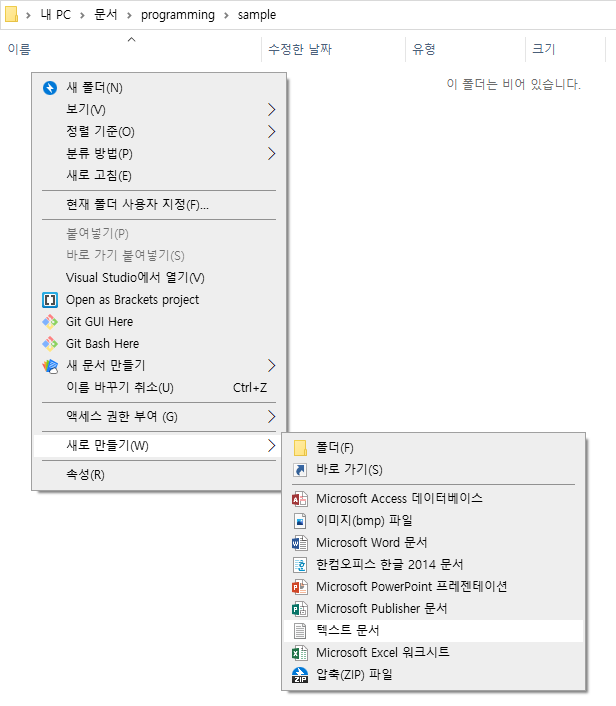 내 PC > 문서 > programming > sample
이름 수정한 날짜 유형 크기
이 폴더는 비어 있습니다.
새 폴더(N)
보기(V)
정렬 기준(O)
분류 방법(P)
새로 고침(E)
현재 폴더 사용자 지정(F)...
붙여넣기(P)
바로 가기 붙여넣기(S)
Visual Studio에서 열기(V)
Open as Brackets project
Git GUI Here
Git Bash Here
새 문서 만들기
이름 바꾸기 취소(U) Ctrl+Z
액세스 권한 부여 (G)
새로 만들기(W)
속성(R)
폴더(F)
바로 가기(S)
Microsoft Access 데이터베이스
이미지(bmp) 파일
Microsoft Word 문서
한컴오피스 한글 2014 문서
Microsoft PowerPoint 프레젠테이션
Microsoft Publisher 문서
텍스트 문서
Microsoft Excel 워크시트
ZIP 압축(ZIP) 파일